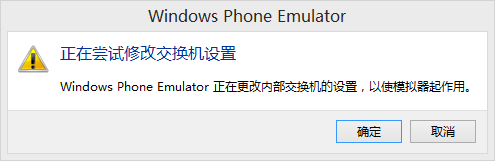 Windows Phone Emulator
正在尝试修改交换机设置
Windows Phone Emulator 正在更改内部交换机的设置，以使模拟器起作用。
确定
取消